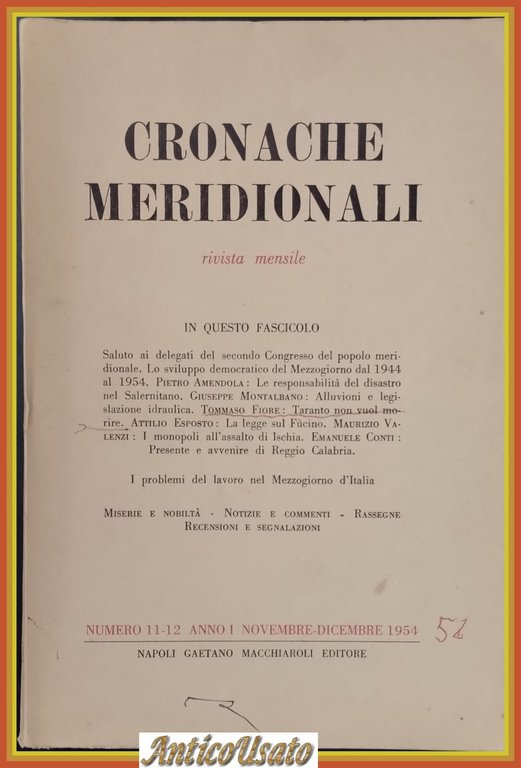 CRONACHE
MERIDIONALI
rivista mensile
IN QUESTO FASCICOLO
Saluto ai delegati del secondo Congresso del popolo meri-
dionale. Lo sviluppo democratico del Mezzogiorno dal 1944
al 1954. PIETRO AMENDOLA : Le responsabilità del disastro
nel Salernitano. GIUSEPPE MONTALBANO : Alluvioni e legi-
slazione idraulica. TOMMASO FIORE : Taranto non vuol mo-
rire. ATTILIO ESPOSTO : La legge sul Fùcino. MAURIZIO VA-
LENZI : I monopoli all'assalto di Ischia. EMANUELE CONTI :
Presente e avvenire di Reggio Calabria.
I problemi del lavoro nel Mezzogiorno d'Italia
MISERIE E NOBILTÀ - NOTIZIE E COMMENTI - RASSEGNE
RECENSIONI E SEGNALAZIONI
NUMERO 11-12 ANNO I NOVEMBRE-DICEMBRE 1954
NAPOLI GAETANO MACCHIAROLI EDITORE
AnticoUsato